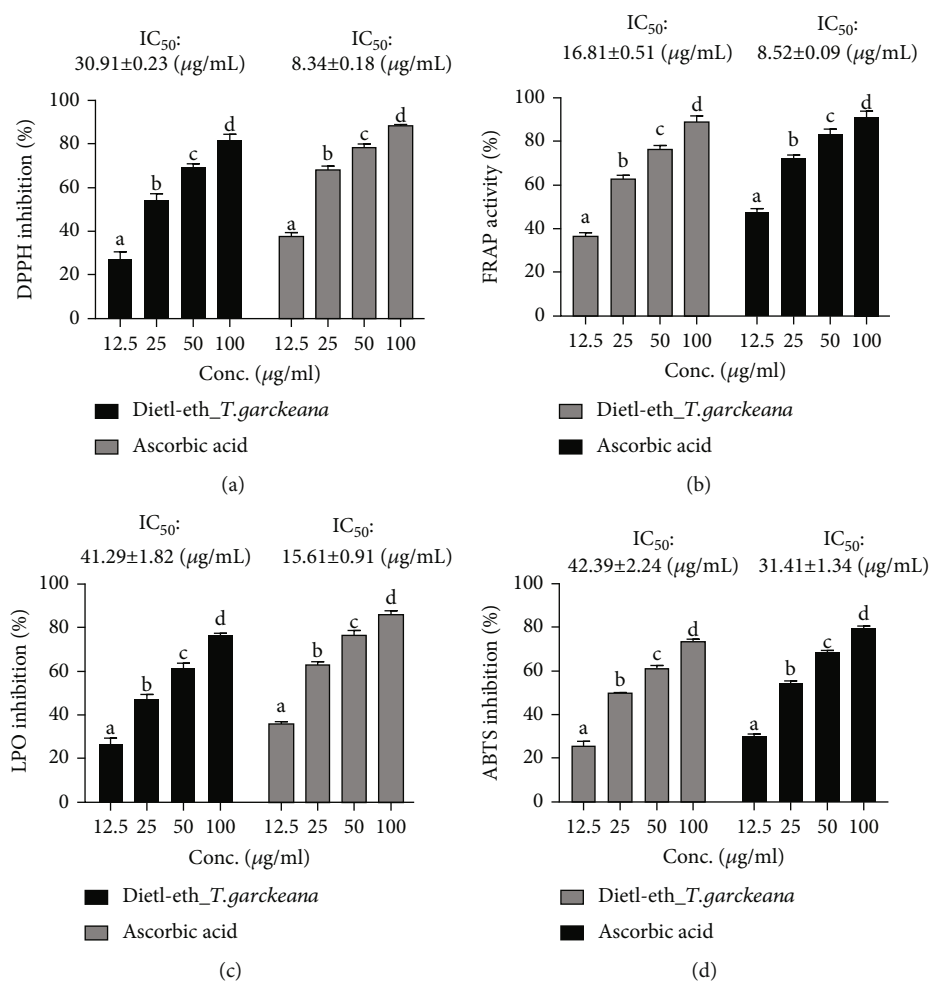 IC50:
30.91±0.23 (μg/mL)
IC50:
8.34±0.18 (μg/mL)
DPPH inhibition (%)
100
80
60
40
20
0
a
b
c
d
a
b
c
d
12.5 25 50 100 12.5 25 50 100
Conc. (μg/ml)
Dietl-eth_T.garckeana
Ascorbic acid
(a)
IC50:
16.81±0.51 (μg/mL)
IC50:
8.52±0.09 (μg/mL)
FRAP activity (%)
100
80
60
40
20
0
a
b
c
d
a
b
c
d
12.5 25 50 100 12.5 25 50 100
Conc. (μg/ml)
Dietl-eth_T.garckeana
Ascorbic acid
(b)
IC50:
41.29±1.82 (μg/mL)
IC50:
15.61±0.91 (μg/mL)
LPO inhibition (%)
100
80
60
40
20
0
a
b
c
d
a
b
c
d
12.5 25 50 100 12.5 25 50 100
Conc. (μg/ml)
Dietl-eth_T.garckeana
Ascorbic acid
(c)
IC50:
42.39±2.24 (μg/mL)
IC50:
31.41±1.34 (μg/mL)
ABTS inhibition (%)
100
80
60
40
20
0
a
b
c
d
a
b
c
d
12.5 25 50 100 12.5 25 50 100
Conc. (μg/ml)
Dietl-eth_T.garckeana
Ascorbic acid
(d)